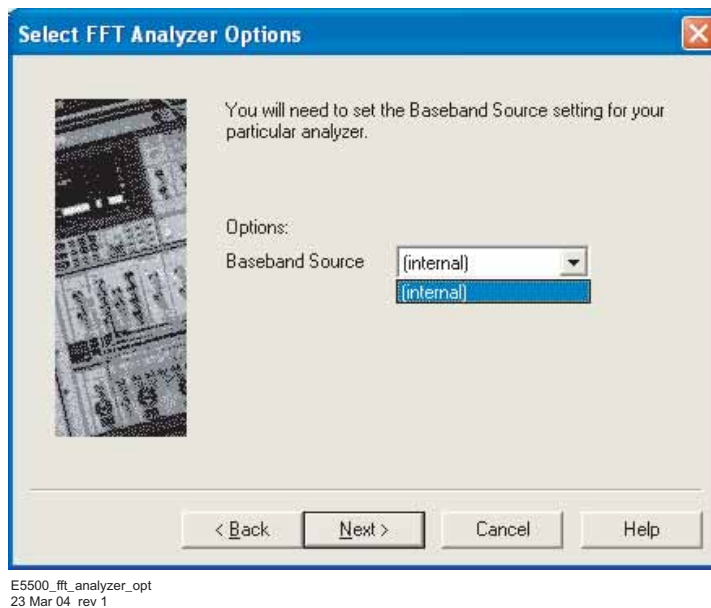 Select FFT Analyzer Options
You will need to set the Baseband Source setting for your
particular analyzer.
Options:
Baseband Source
(internal)
(internal)
< Back
Next >
Cancel
Help
E5500_fft_analyzer_opt
23 Mar 04 rev 1